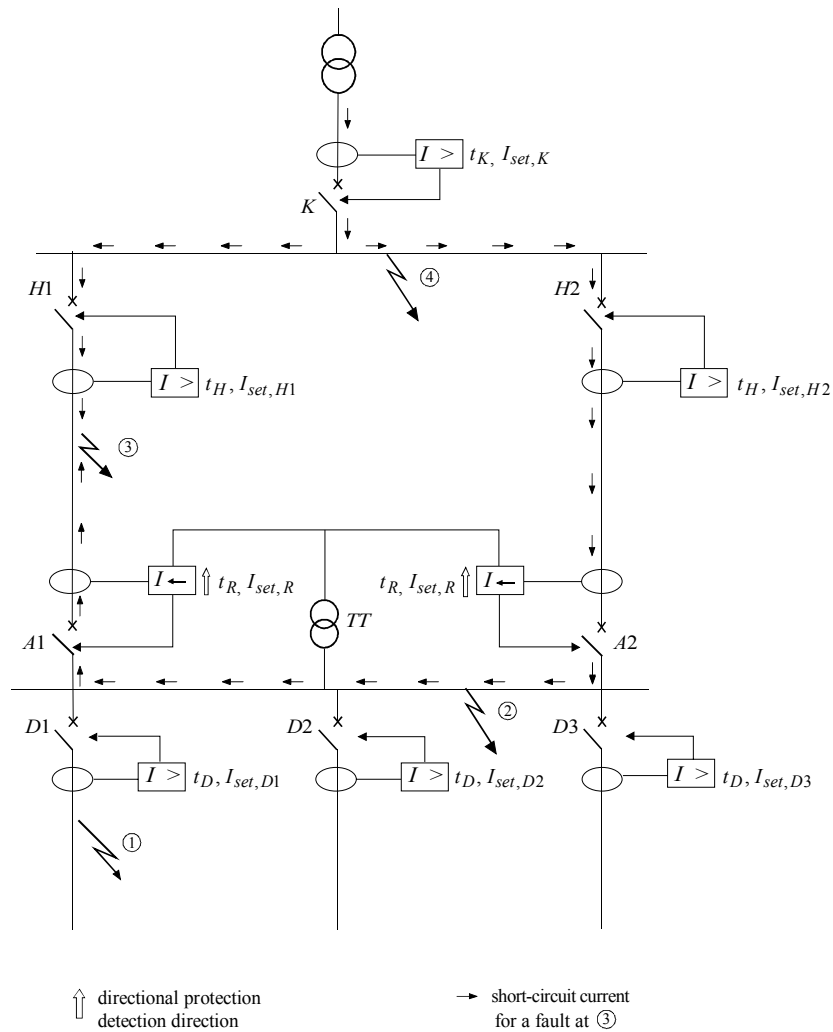 I > t_K, I_set,K
K
④
H1
H2
I > t_H, I_set,H1
I > t_H, I_set,H2
③
I t_R, I_set,R
t_R, I_set,R I
TT
A1
A2
②
D1
D2
D3
I > t_D, I_set,D1
I > t_D, I_set,D2
I > t_D, I_set,D3
①
directional protection
detection direction
short-circuit current
for a fault at ③